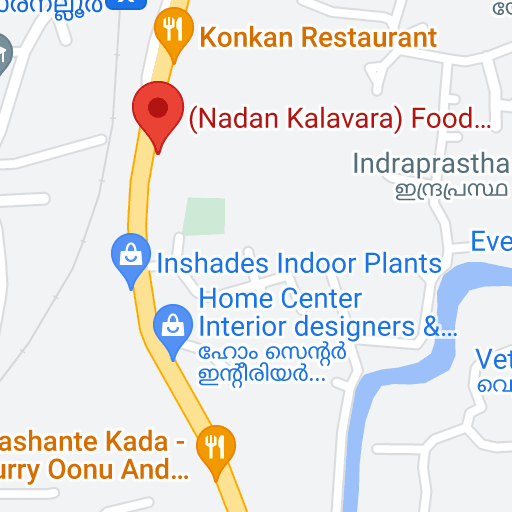 Konkan Restaurant
(Nadan Kalavara) Food...
Indraprastha
ഇന്ദ്രപ്രസ്ഥ
Eve
Inshades Indoor Plants
Home Center
Interior designers &...
ഹോം സെന്റർ
ഇന്റീരിയർ...
Vet
വെ
ashante Kada -
urry Oonu And...